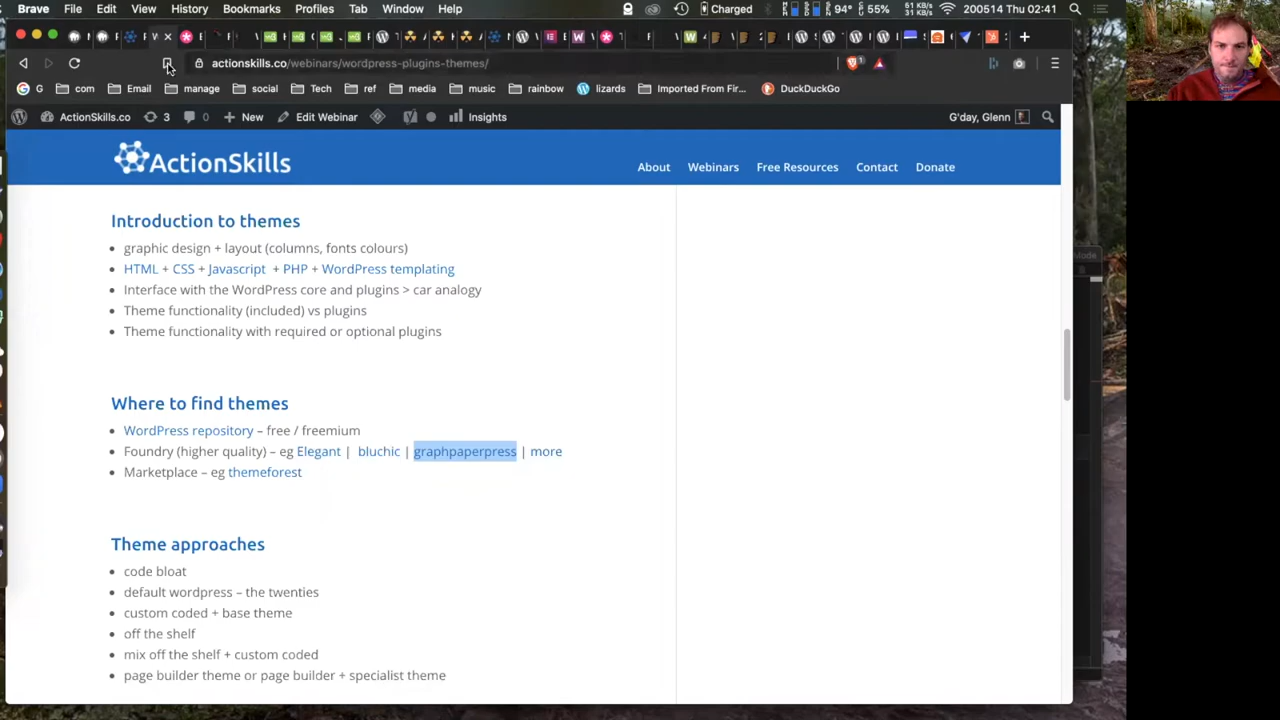 Brave File Edit View History Bookmarks Profiles Tab Window Help Charged 94° 55% 61 KB/s 31 KB/s 200514 Thu 02:41
actionskills.co/webinars/wordpress-plugins-themes/
G com Email manage social Tech ref media music rainbow lizards Imported From Fir... DuckDuckGo
ActionSkills.co 3 0 New Edit Webinar Insights G'day, Glenn
ActionSkills About Webinars Free Resources Contact Donate
Introduction to themes
graphic design + layout (columns, fonts colours)
HTML + CSS + Javascript + PHP + WordPress templating
Interface with the WordPress core and plugins > car analogy
Theme functionality (included) vs plugins
Theme functionality with required or optional plugins
Where to find themes
WordPress repository – free / freemium
Foundry (higher quality) – eg Elegant | bluchic | graphpaperpress | more
Marketplace – eg themeforest
Theme approaches
code bloat
default wordpress – the twenties
custom coded + base theme
off the shelf
mix off the shelf + custom coded
page builder theme or page builder + specialist theme